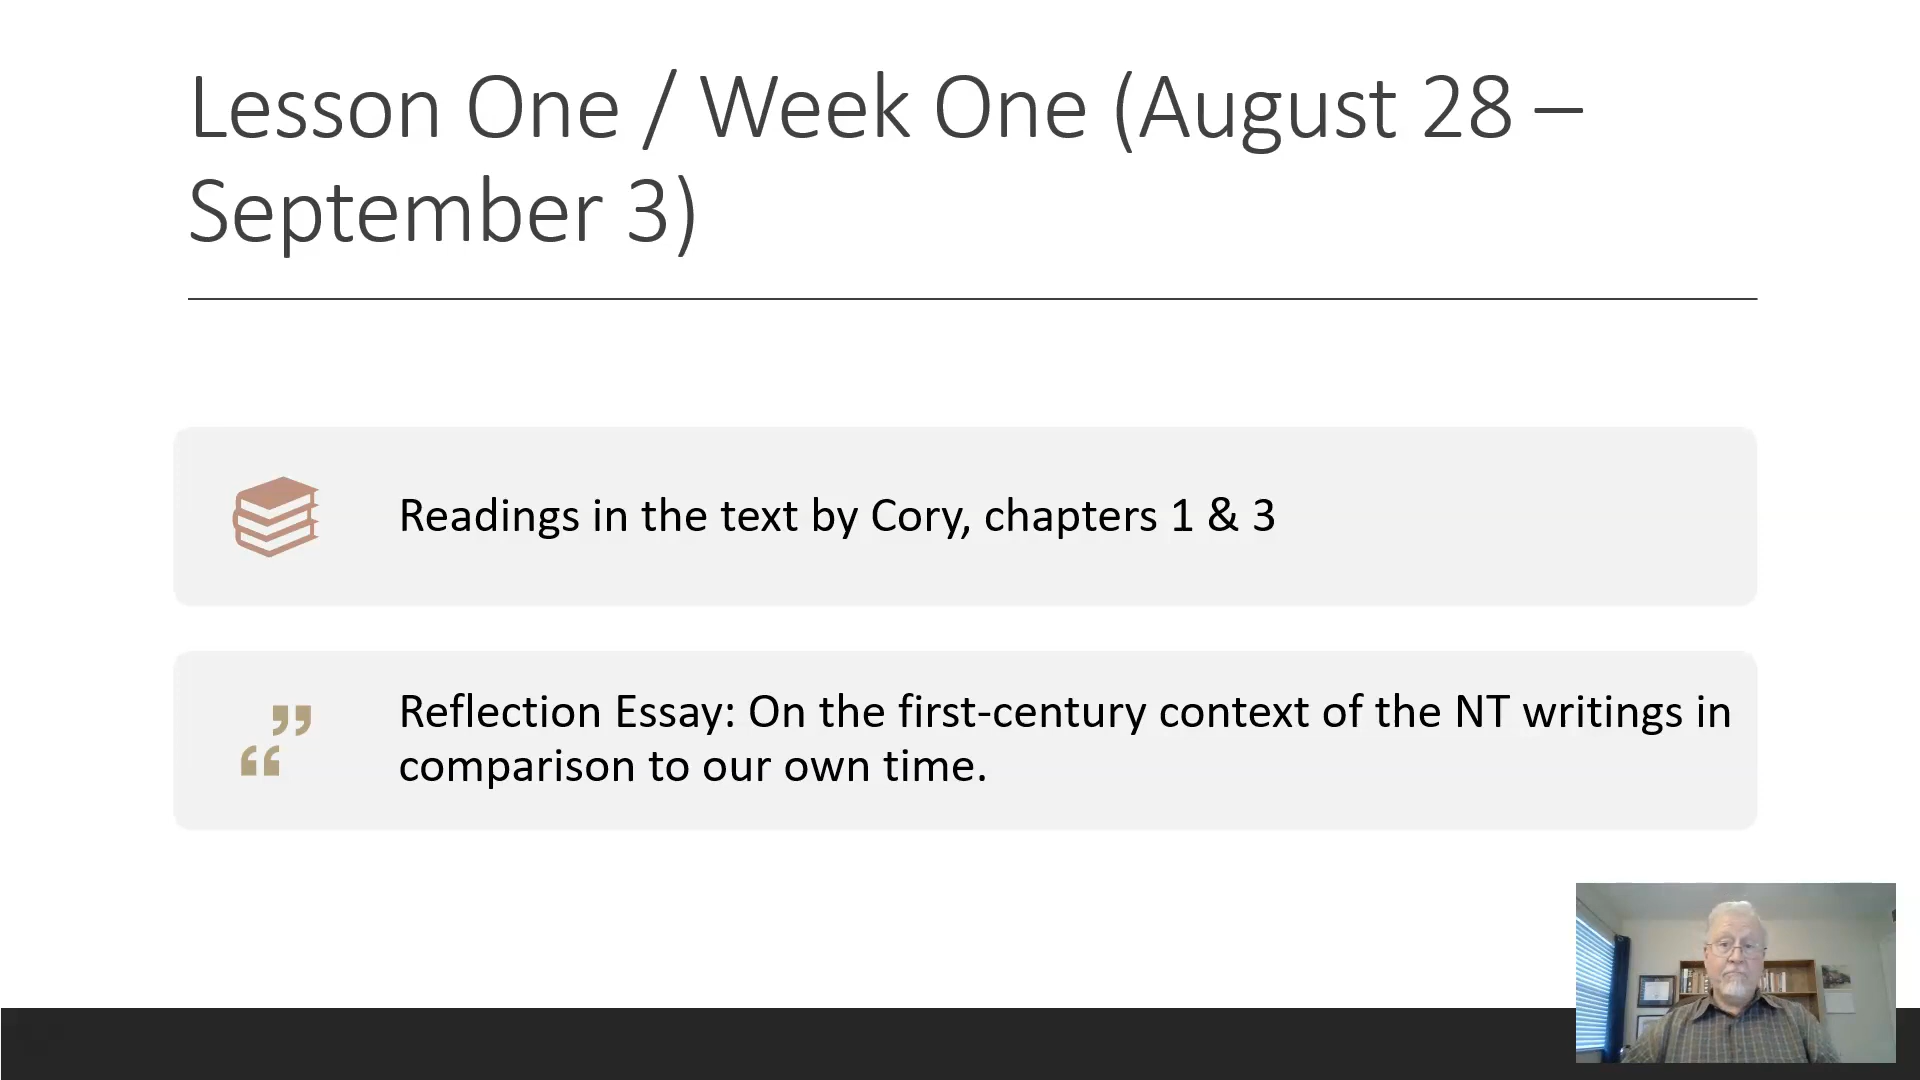 Lesson One / Week One (August 28 –
September 3)
Readings in the text by Cory, chapters 1 & 3
Reflection Essay: On the first-century context of the NT writings in
comparison to our own time.